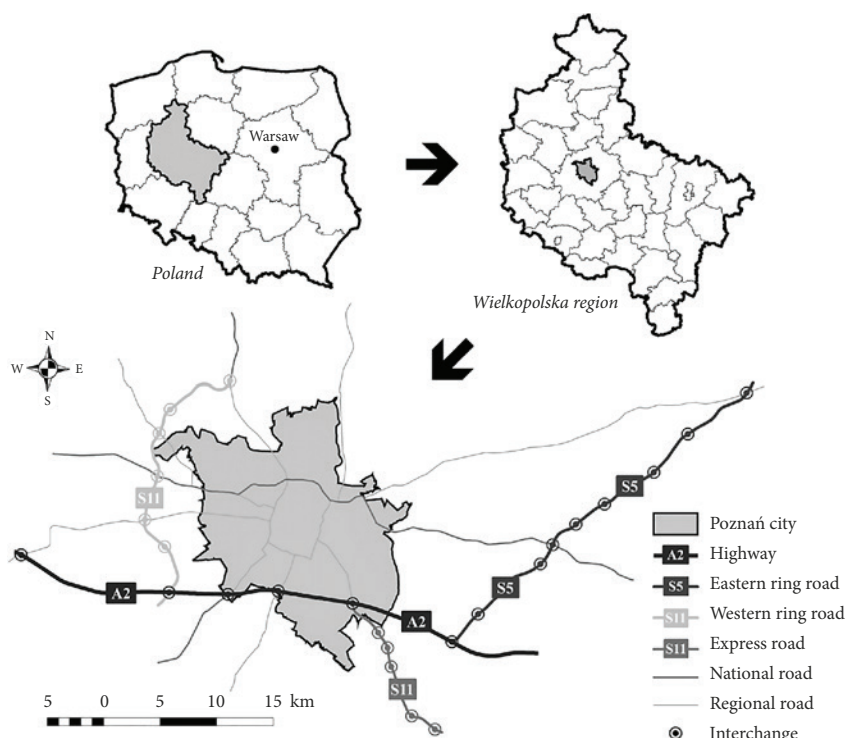 Warsaw
Poland
Wielkopolska region
N
W E
S
S11
S5
A2
S5
A2
S11
5 0 5 10 15 km
Poznań city
A2 Highway
S5 Eastern ring road
S11 Western ring road
S11 Express road
National road
Regional road
Interchange